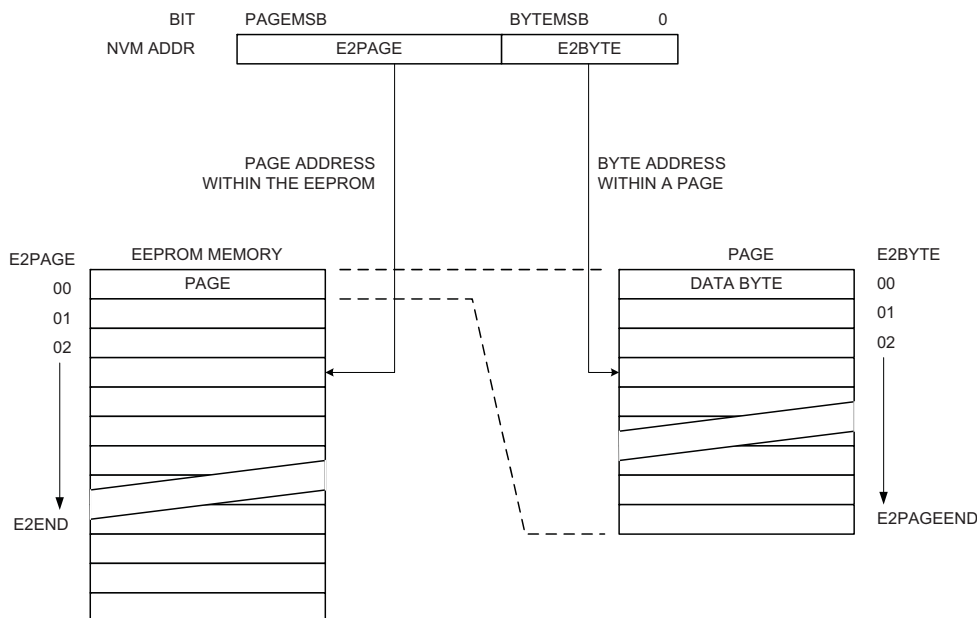 BIT PAGEMSB BYTEMSB 0
NVM ADDR E2PAGE E2BYTE
PAGE ADDRESS
WITHIN THE EEPROM
BYTE ADDRESS
WITHIN A PAGE
E2PAGE EEPROM MEMORY
PAGE
00
01
02
E2END
PAGE E2BYTE
DATA BYTE
00
01
02
E2PAGEEND